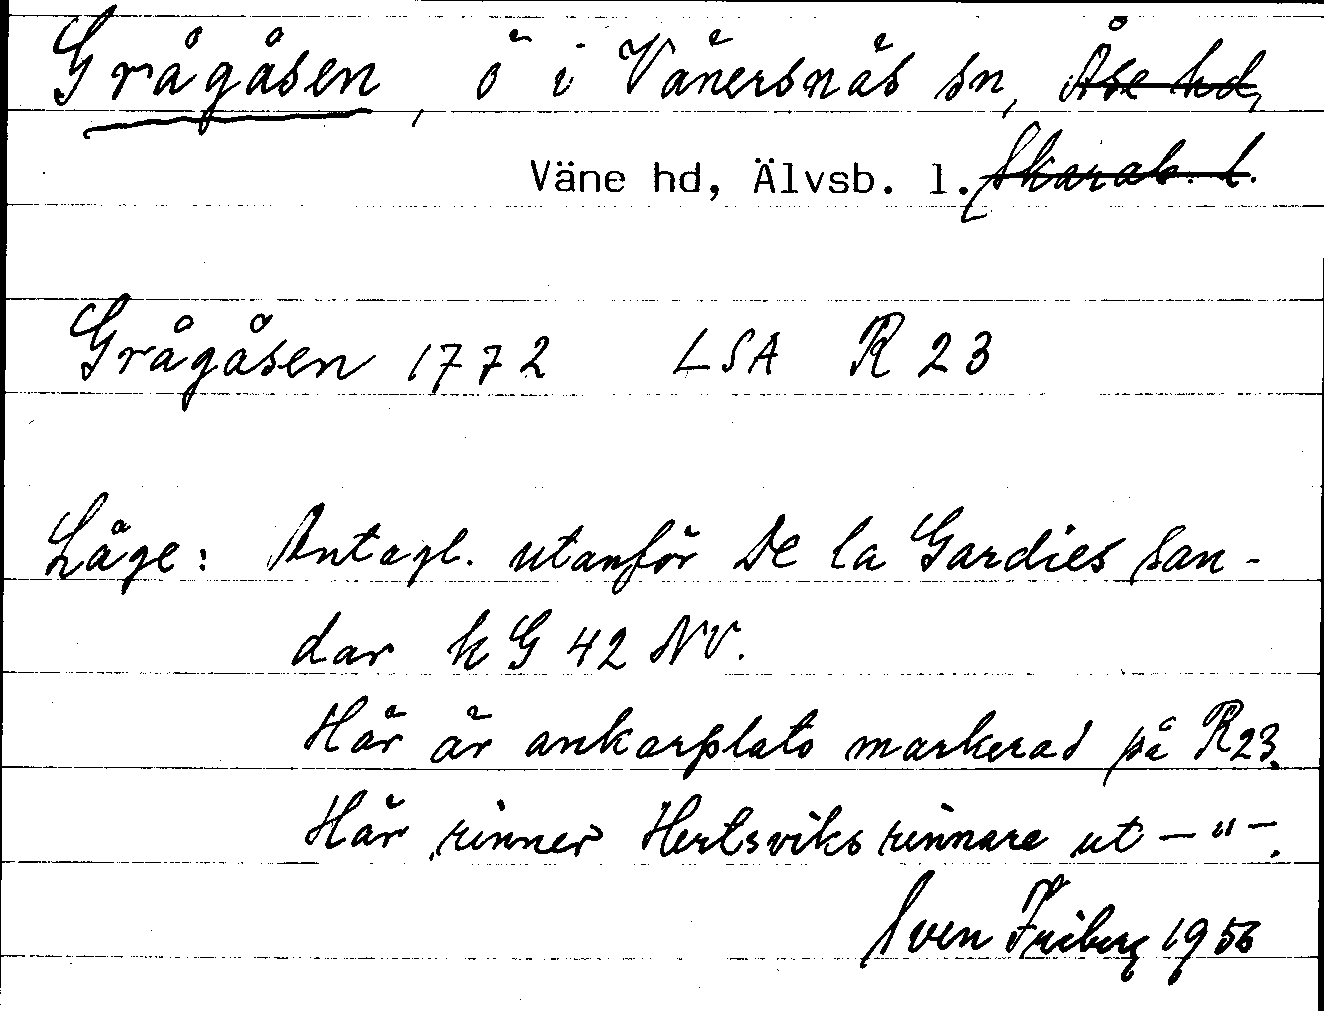 Grågåsen, ö i Vänersnäs sn, Åse hd,
Väne hd, Älvsb. l. Skarab. l.
Grågåsen 1772 LSA R 23
Läge: Antagl. utanför De la Gardies san-
dar kG 42 NV.
Här är ankarplats markerad på R23.
Här rinner Hertsviks rinnare ut —"—.
Sven Friberg 1956